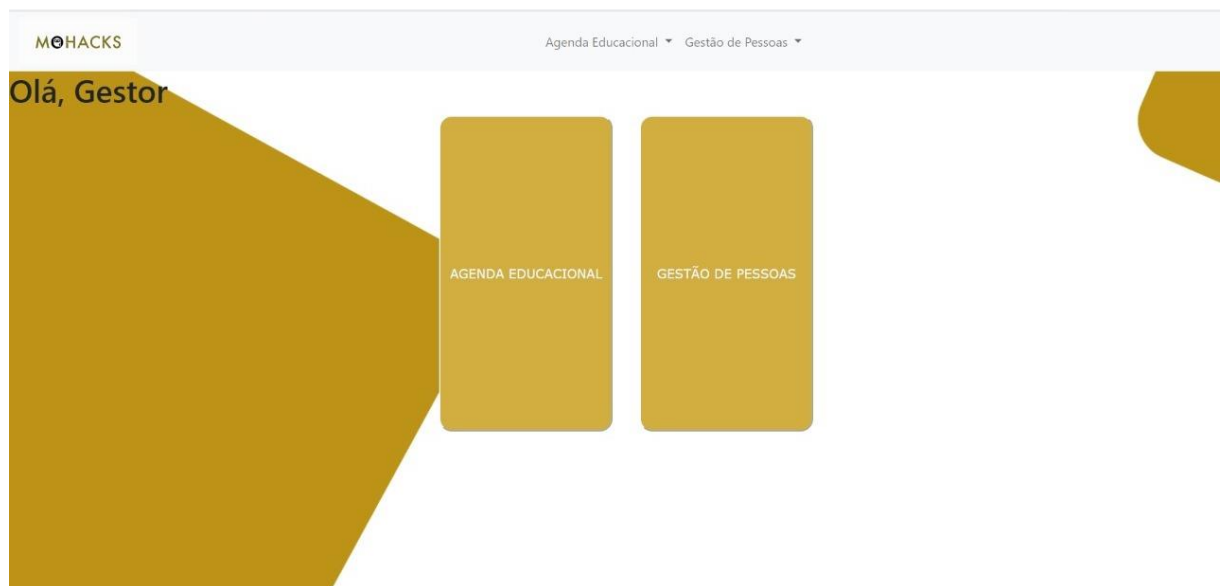 MOHACKS
Agenda Educacional Gestão de Pessoas
Olá, Gestor
AGENDA EDUCACIONAL
GESTÃO DE PESSOAS